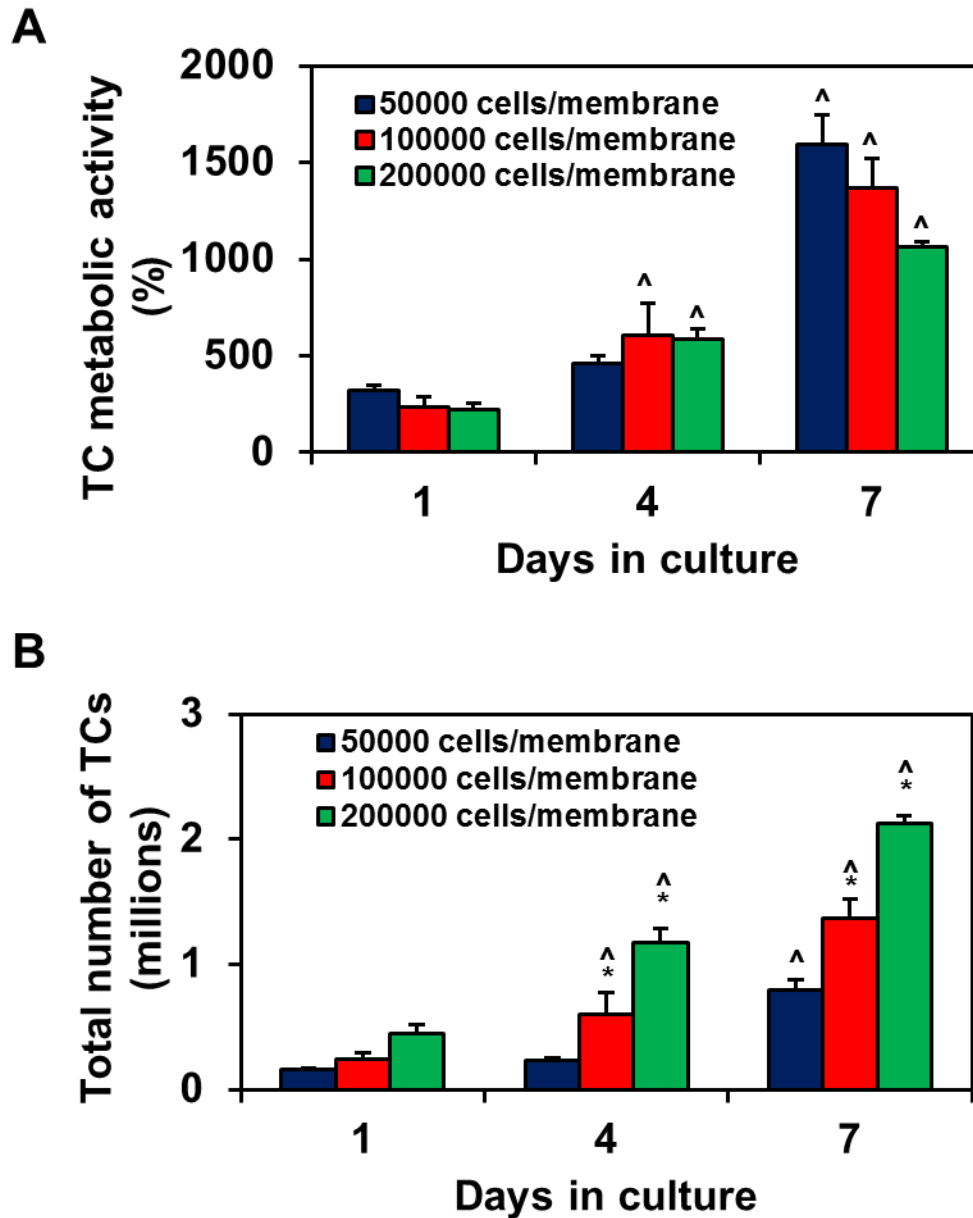 A
TC metabolic activity
(%)
2000
1500
1000
500
0
50000 cells/membrane
100000 cells/membrane
200000 cells/membrane
^
^
^
^
^
1
4
7
Days in culture
B
Total number of TCs
(millions)
3
2
1
0
50000 cells/membrane
100000 cells/membrane
200000 cells/membrane
^
*
^
*
^
^
*
^
*
1
4
7
Days in culture